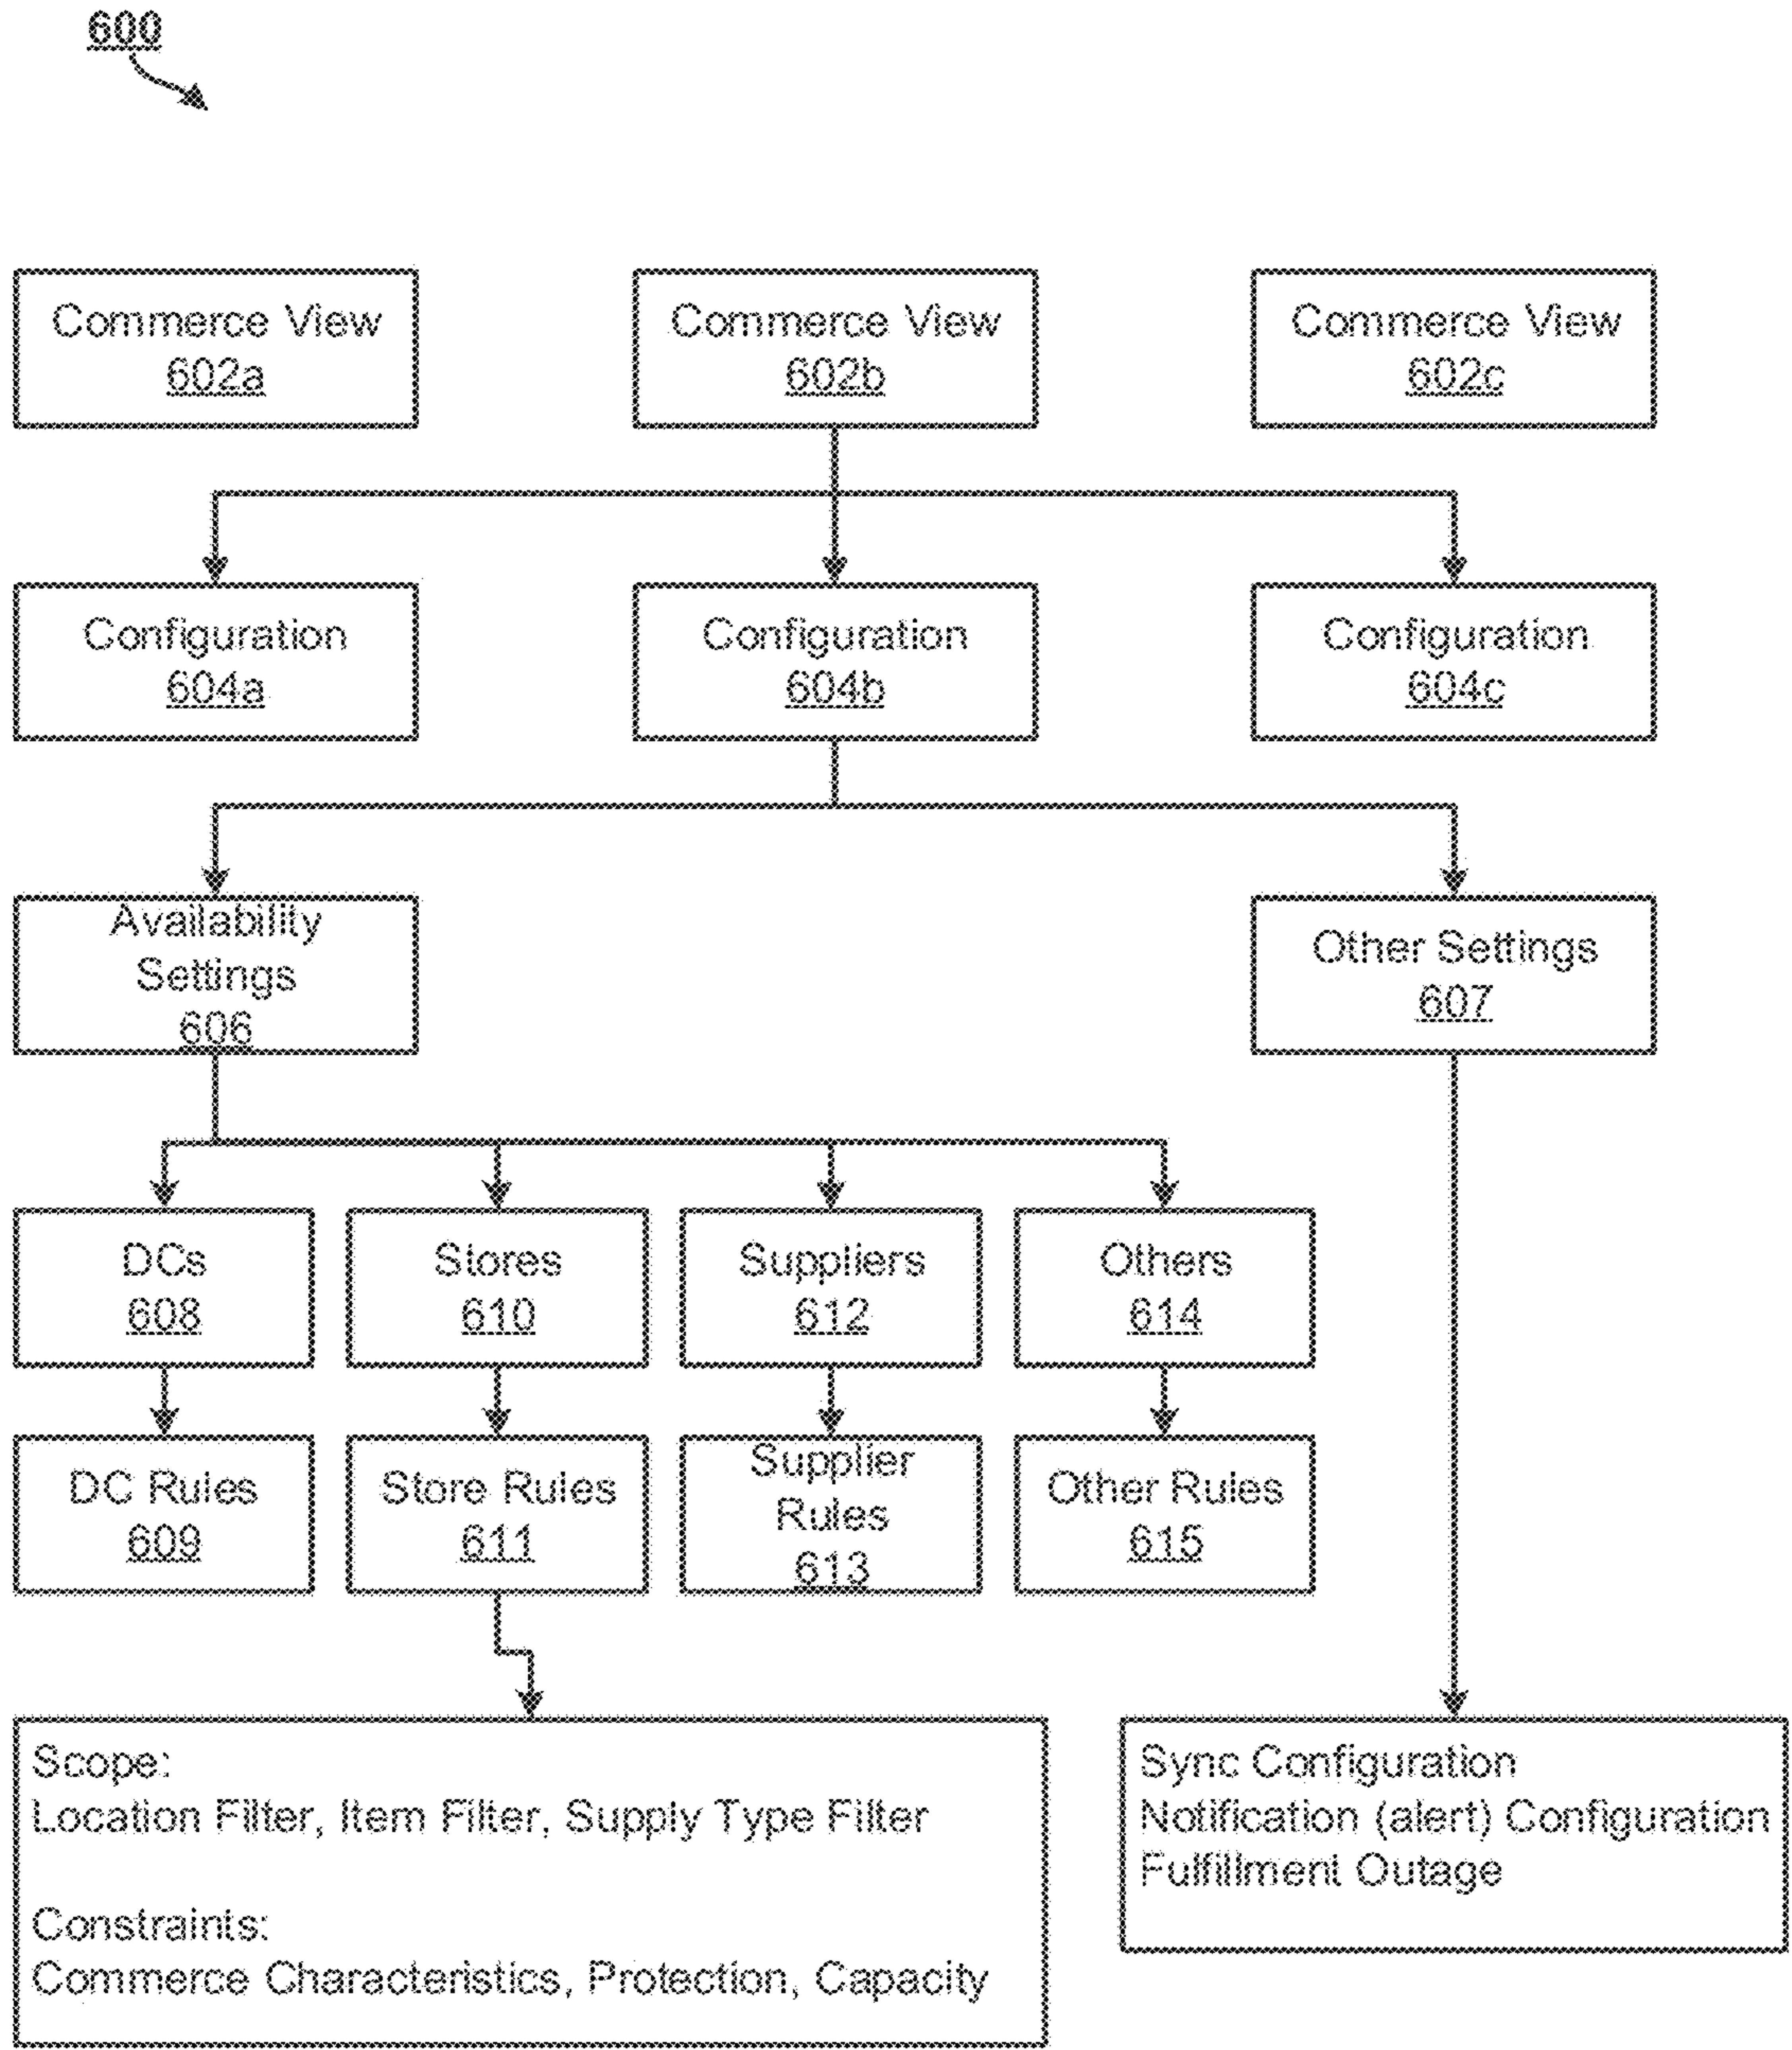 600
Commerce View
602a
Commerce View
602b
Commerce View
602c
Configuration
604a
Configuration
604b
Configuration
604c
Availability
Settings
606
Other Settings
607
DCs
608
Stores
610
Suppliers
612
Others
614
DC Rules
609
Store Rules
611
Supplier
Rules
613
Other Rules
615
Scope:
Location Filter, Item Filter, Supply Type Filter
Constraints:
Commerce Characteristics, Protection, Capacity
Sync Configuration
Notification (alert) Configuration
Fulfillment Outage